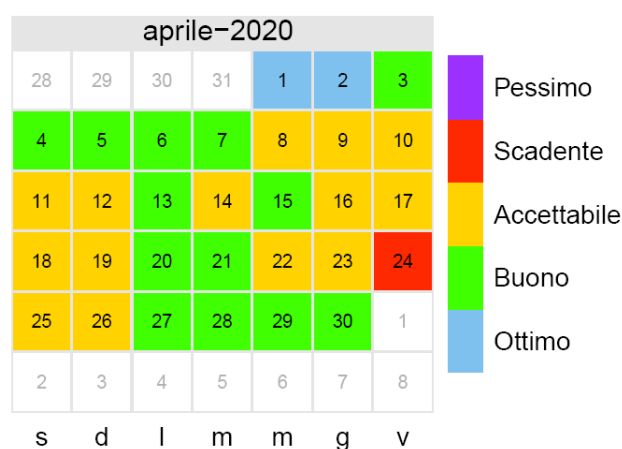 aprile−2020
28 29 30 31 1 2 3
4 5 6 7 8 9 10
11 12 13 14 15 16 17
18 19 20 21 22 23 24
25 26 27 28 29 30 1
2 3 4 5 6 7 8
s d l m m g v
Pessimo
Scadente
Accettabile
Buono
Ottimo